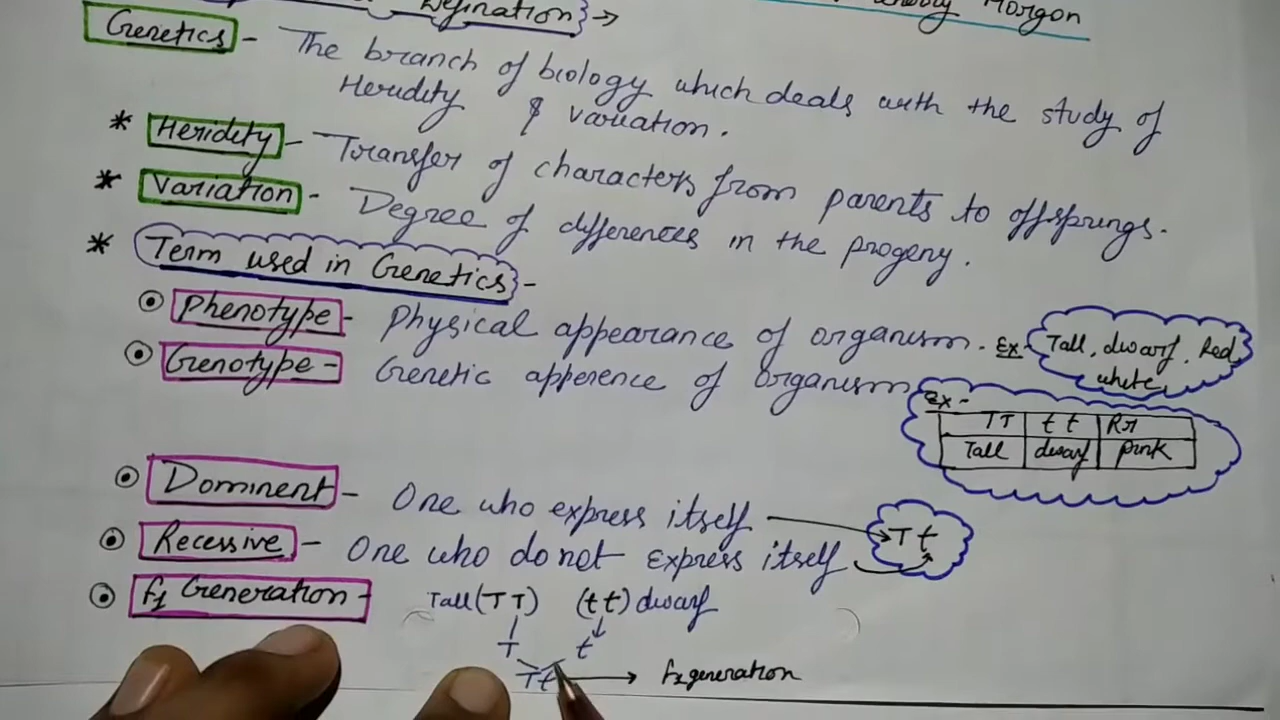 Defination →
Morgon
Genetics - The branch of biology which deals with the study of
Heridity & variation.
* Heridity - Transfer of characters from parents to offsprings.
* Variation - Degree of differences in the progeny.
* Term used in Genetics -
Phenotype - Physical appearance of organism. Ex Tall, dwarf, Red,
white
Genotype - Genetic apperence of organism
Ex -
TT tt Rr
Tall dwarf pink
Dominent - One who express itself → Tt
Recessive - One who do not express itself
F1 Generation - Tall (TT) (tt) dwarf
T t
Tt → F1 generation